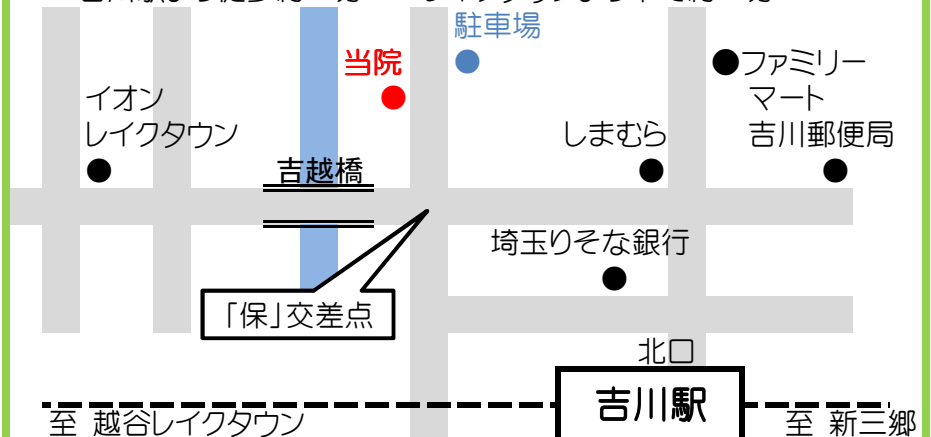 駐車場
当院
ファミリー
マート
イオン
レイクタウン
しまむら
吉川郵便局
吉越橋
埼玉りそな銀行
「保」交差点
北口
吉川駅
至 越谷レイクタウン
至 新三郷